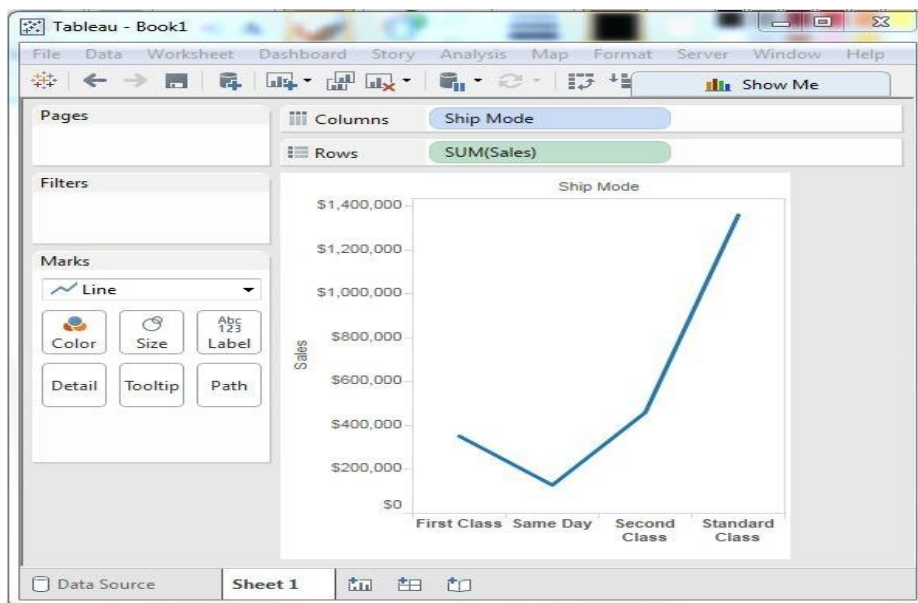 Tableau - Book1
File Data Worksheet Dashboard Story Analysis Map Format Server Window Help
Show Me
Pages
Columns Ship Mode
Rows SUM(Sales)
Filters
Marks
Line
Color Size Abc 123 Label
Detail Tooltip Path
Ship Mode
$1,400,000
$1,200,000
$1,000,000
$800,000
$600,000
$400,000
$200,000
$0
Sales
First Class Same Day Second Class Standard Class
Data Source Sheet 1